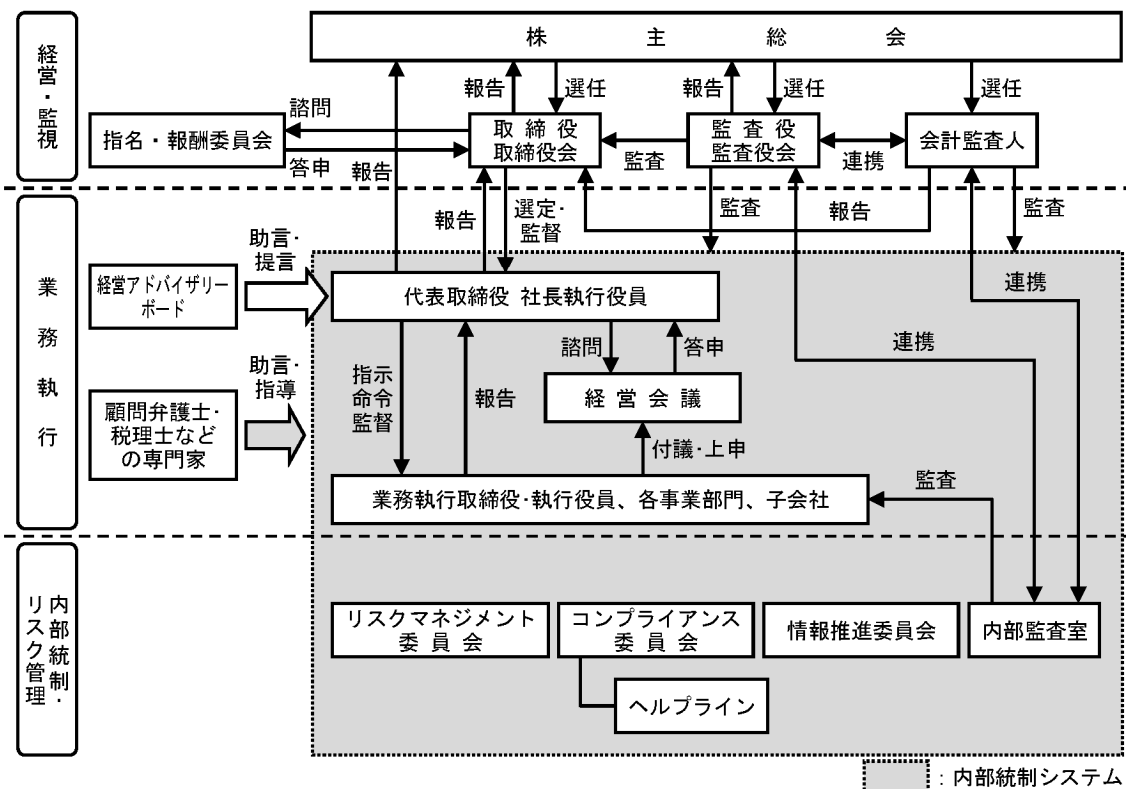 経営・監視
株主総会
報告
選任
報告
選任
選任
諮問
指名・報酬委員会
答申
報告
取締役
取締役会
監査
監査役
監査役会
連携
会計監査人
報告
選定・
監督
監査
報告
監査
業務執行
助言・
提言
経営アドバイザリー
ボード
代表取締役 社長執行役員
連携
諮問
答申
連携
助言・
指導
顧問弁護士・
税理士など
の専門家
指示
命令
監督
報告
経営会議
付議・上申
監査
業務執行取締役・執行役員、各事業部門、子会社
内部統制・
リスク管理
リスクマネジメント
委員会
コンプライアンス
委員会
情報推進委員会
内部監査室
ヘルプライン
：内部統制システム